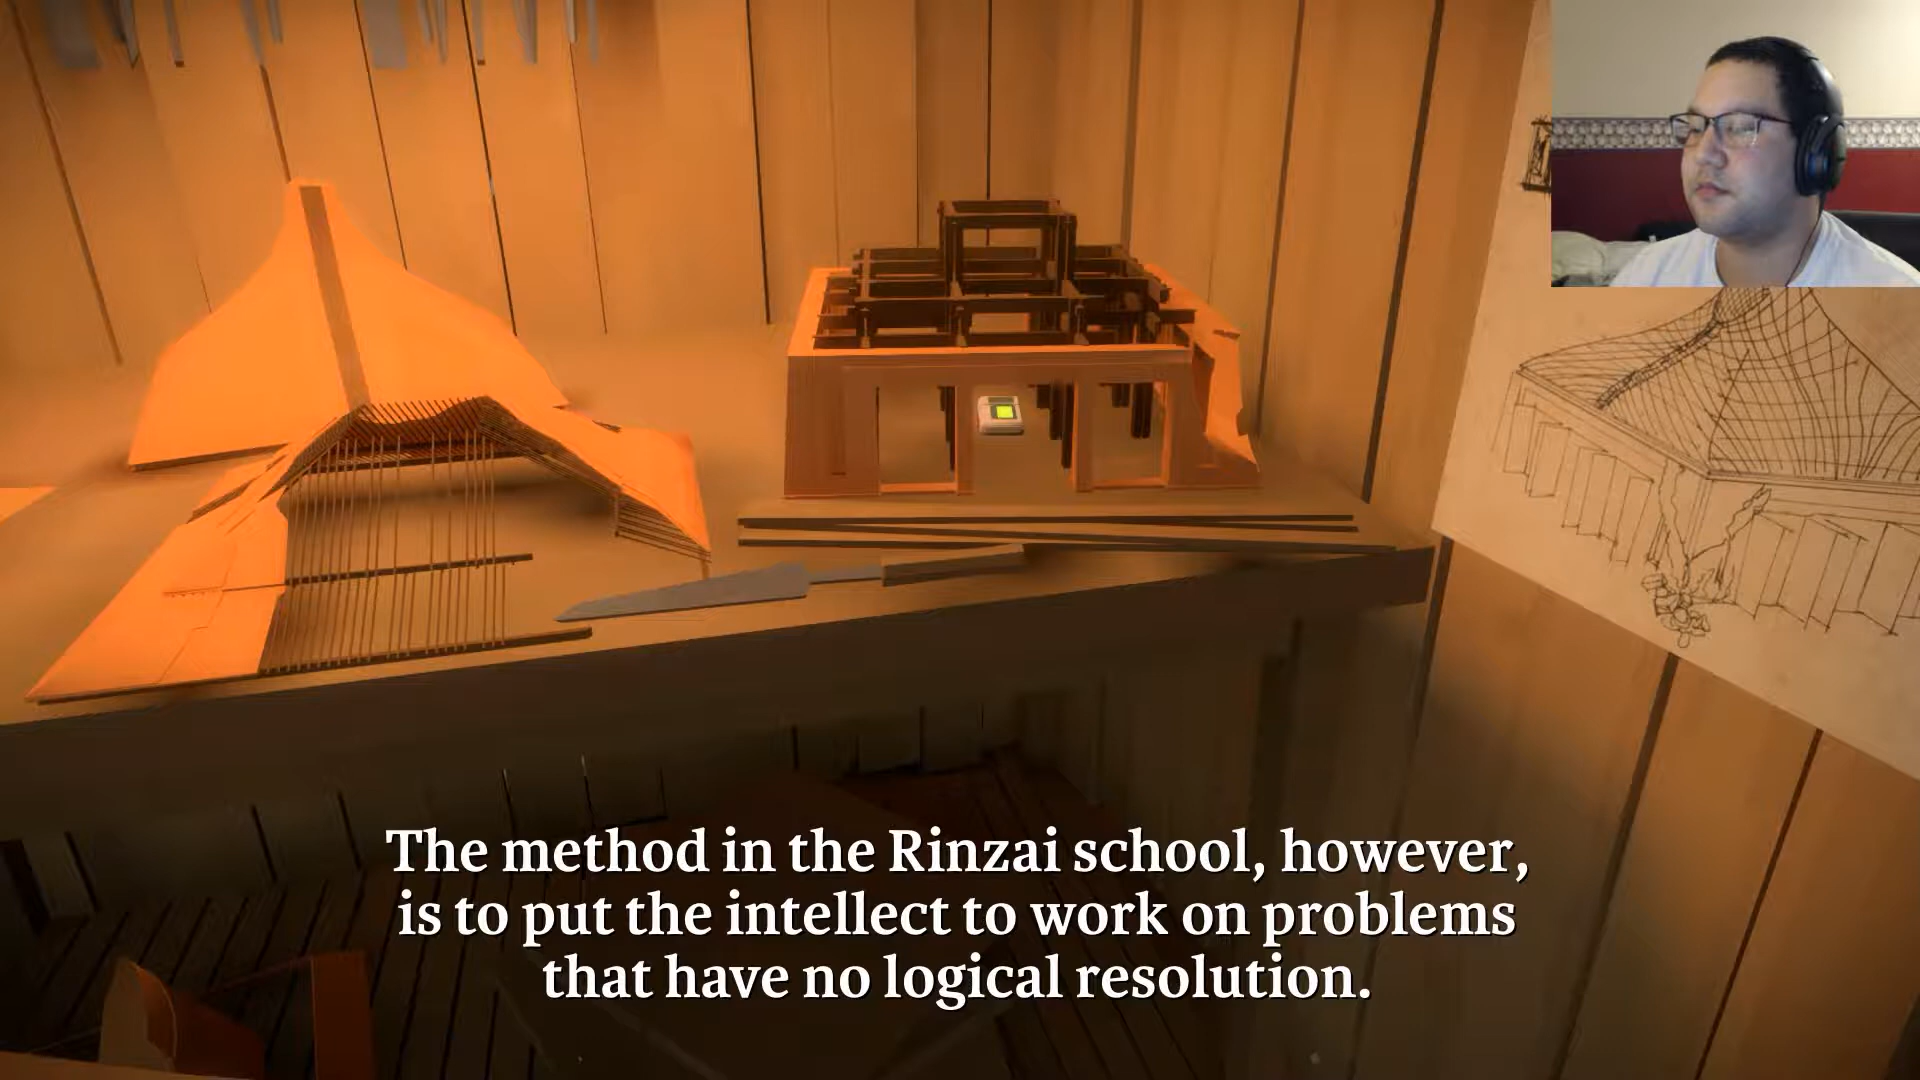 The method in the Rinzai school, however,
is to put the intellect to work on problems
that have no logical resolution.